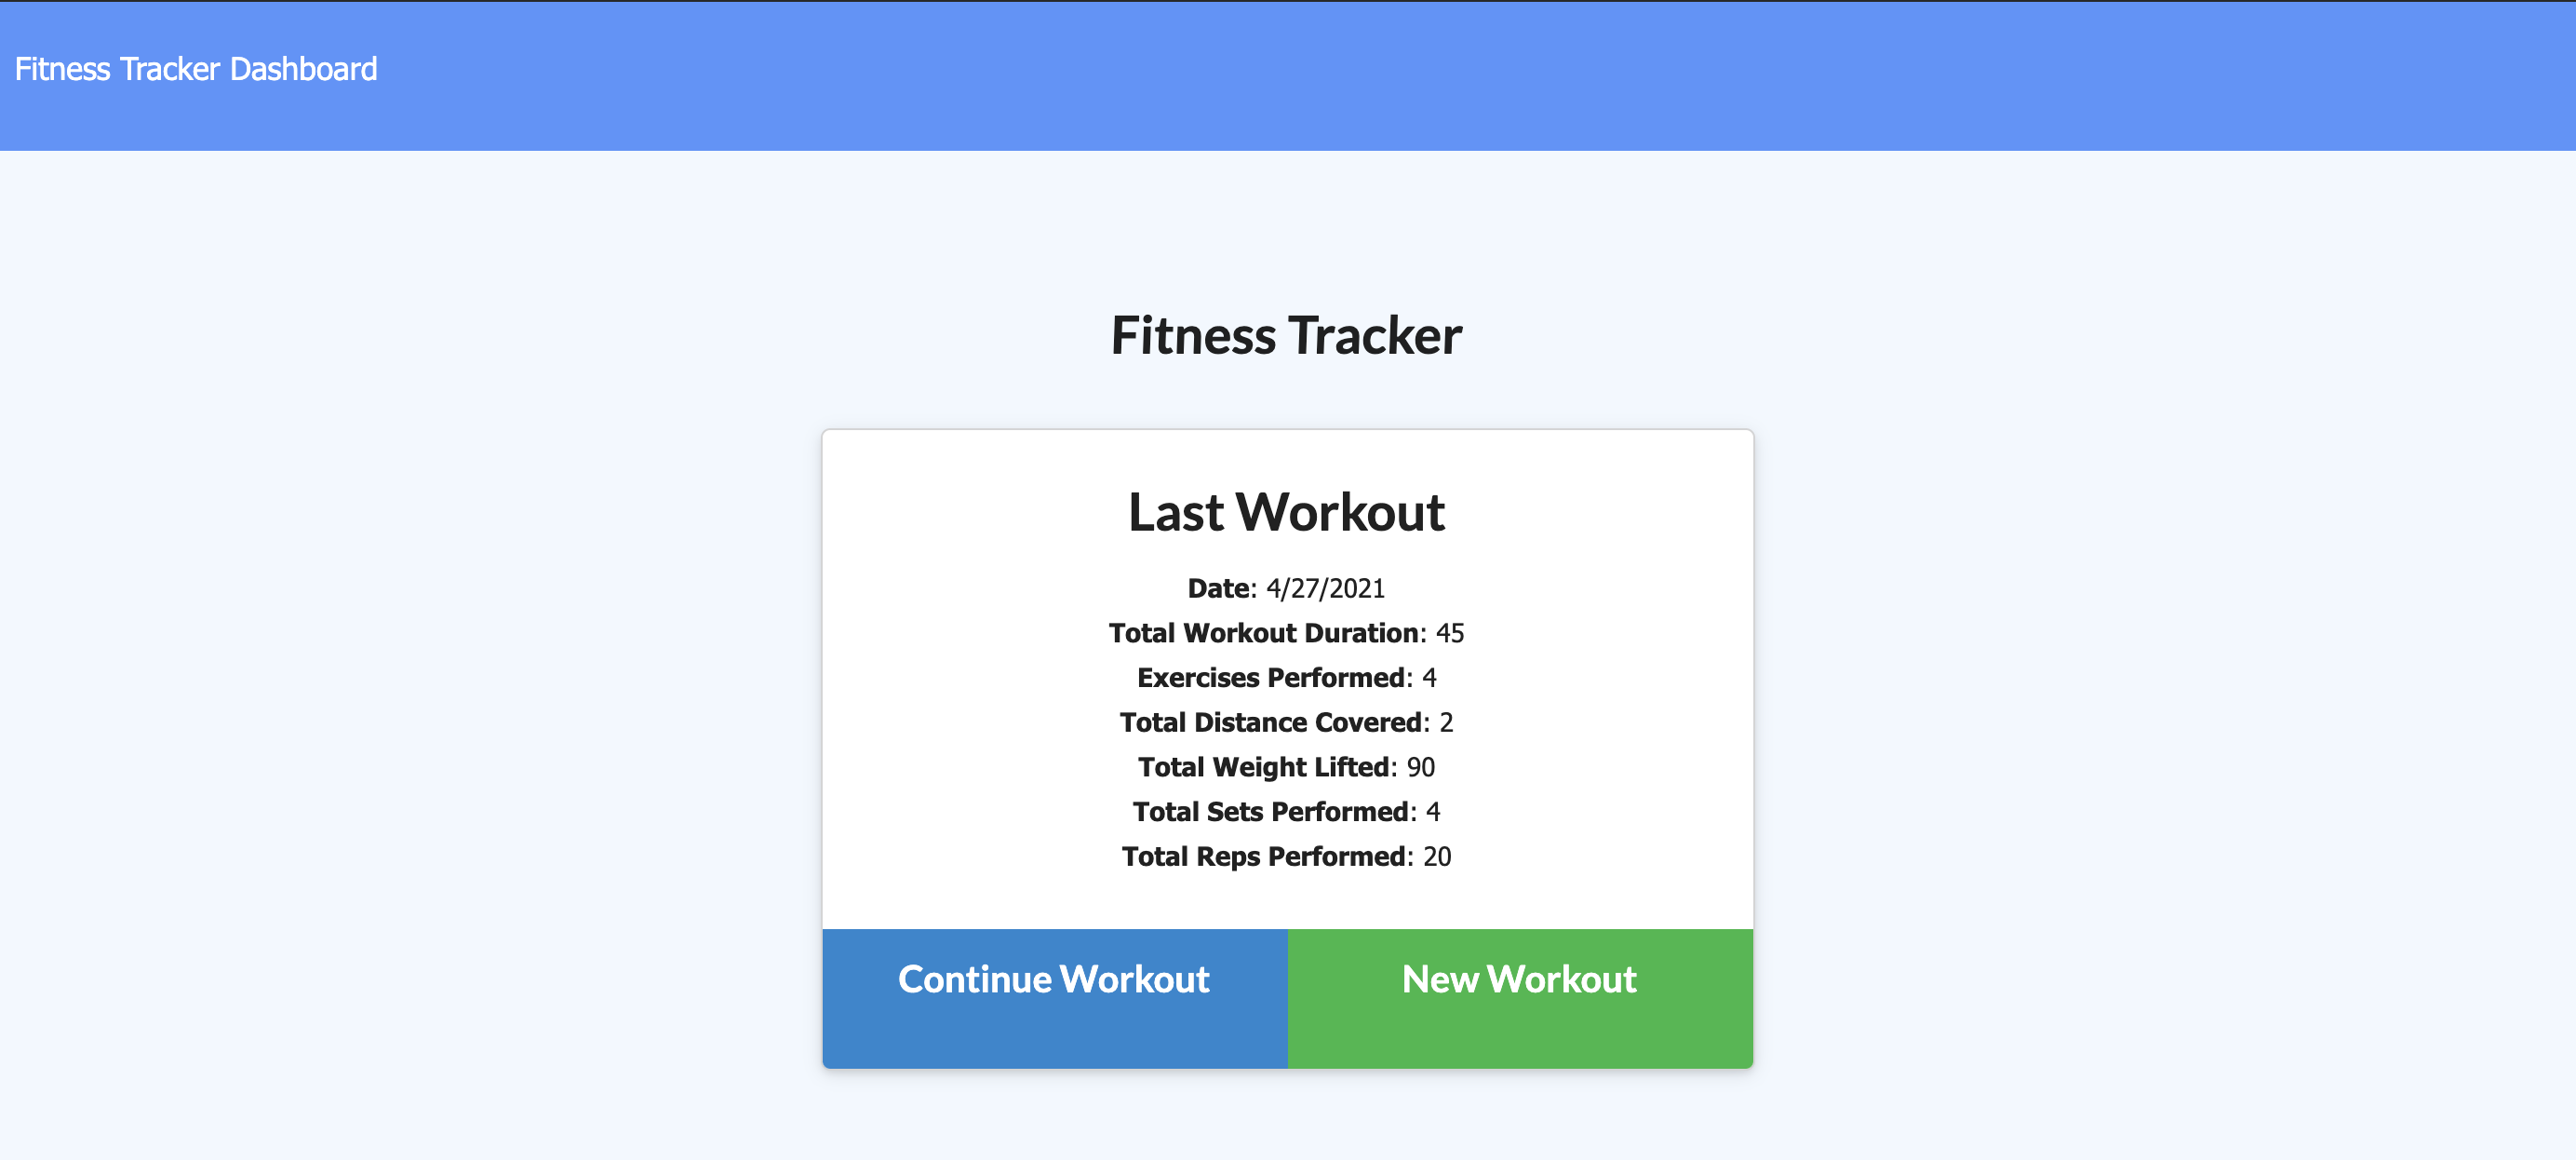 Fitness Tracker Dashboard
Fitness Tracker
Last Workout
Date: 4/27/2021
Total Workout Duration: 45
Exercises Performed: 4
Total Distance Covered: 2
Total Weight Lifted: 90
Total Sets Performed: 4
Total Reps Performed: 20
Continue Workout
New Workout